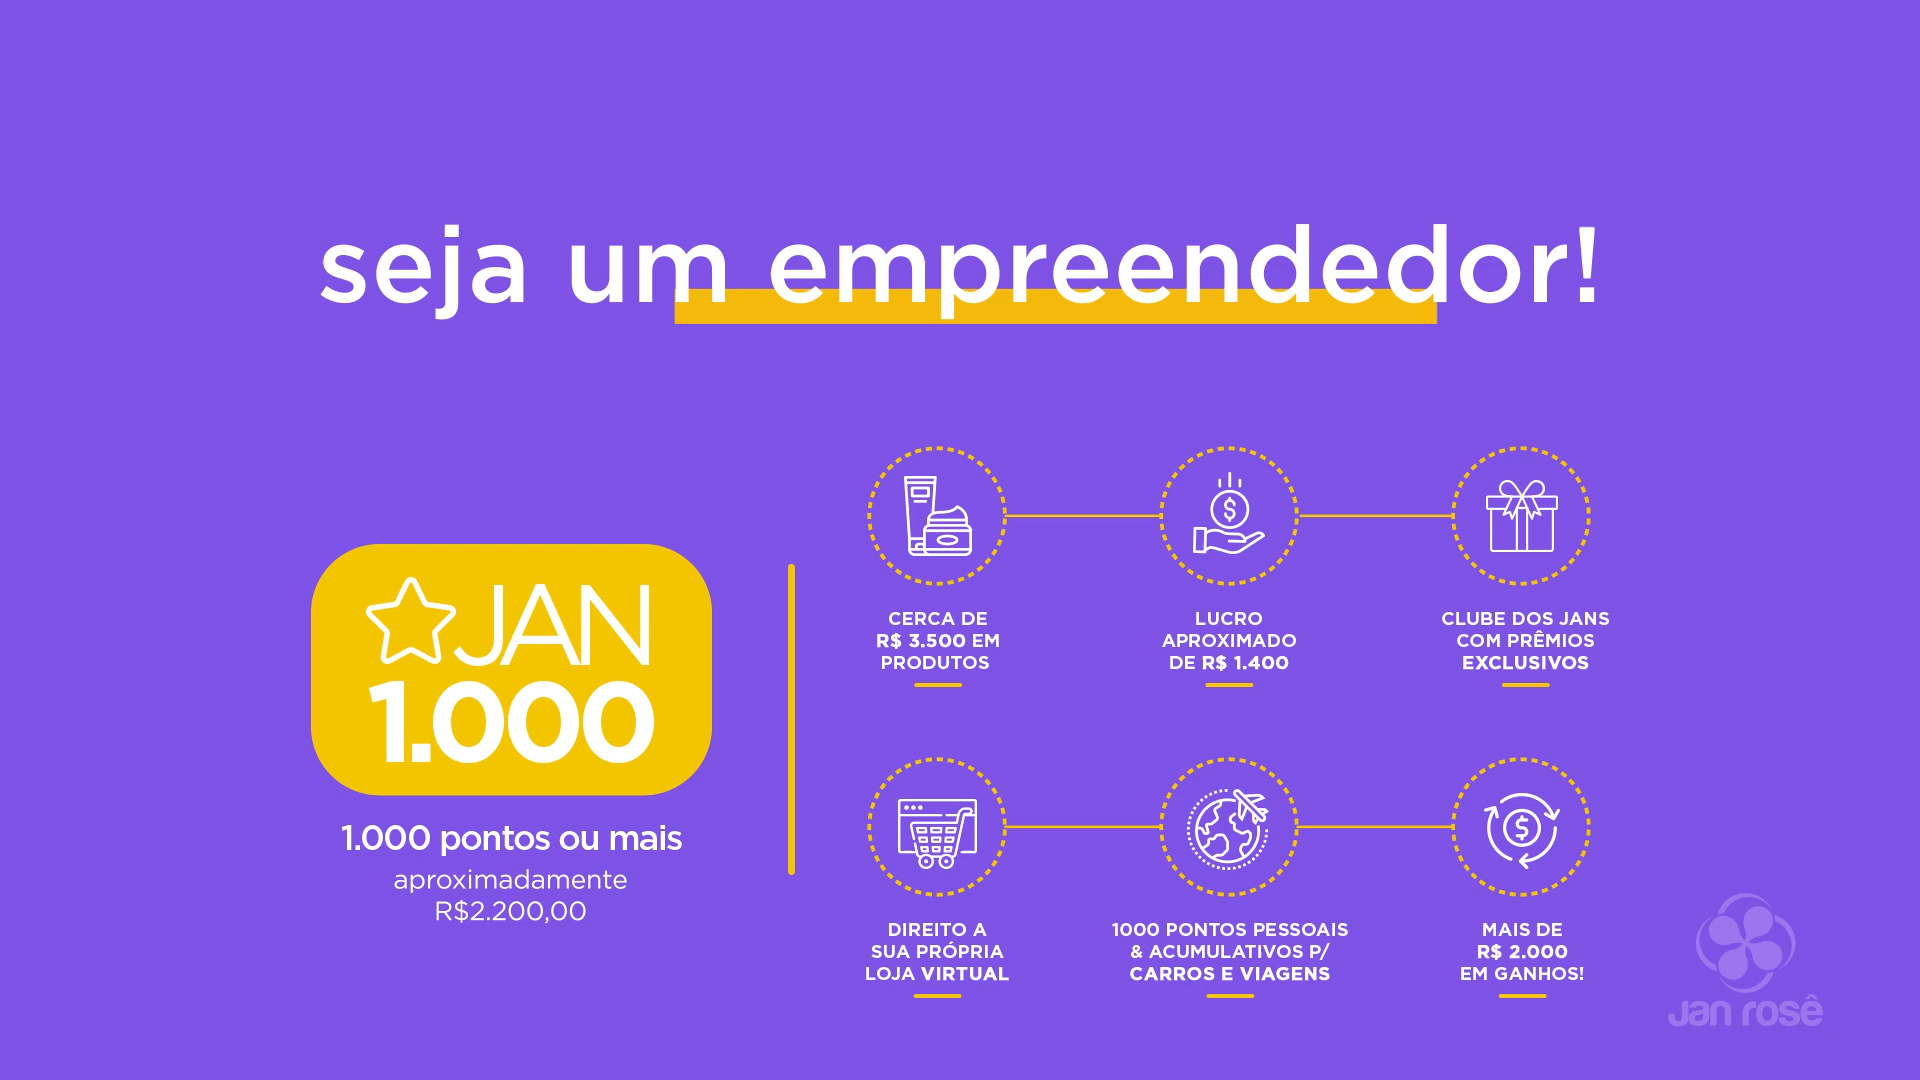 seja um empreendedor!
JAN
1.000
1.000 pontos ou mais
aproximadamente
R$2.200,00
CERCA DE
R$ 3.500 EM
PRODUTOS
LUCRO
APROXIMADO
DE R$ 1.400
CLUBE DOS JANS
COM PRÊMIOS
EXCLUSIVOS
DIREITO A
SUA PRÓPRIA
LOJA VIRTUAL
1000 PONTOS PESSOAIS
& ACUMULATIVOS P/
CARROS E VIAGENS
MAIS DE
R$ 2.000
EM GANHOS!
Jan rosê